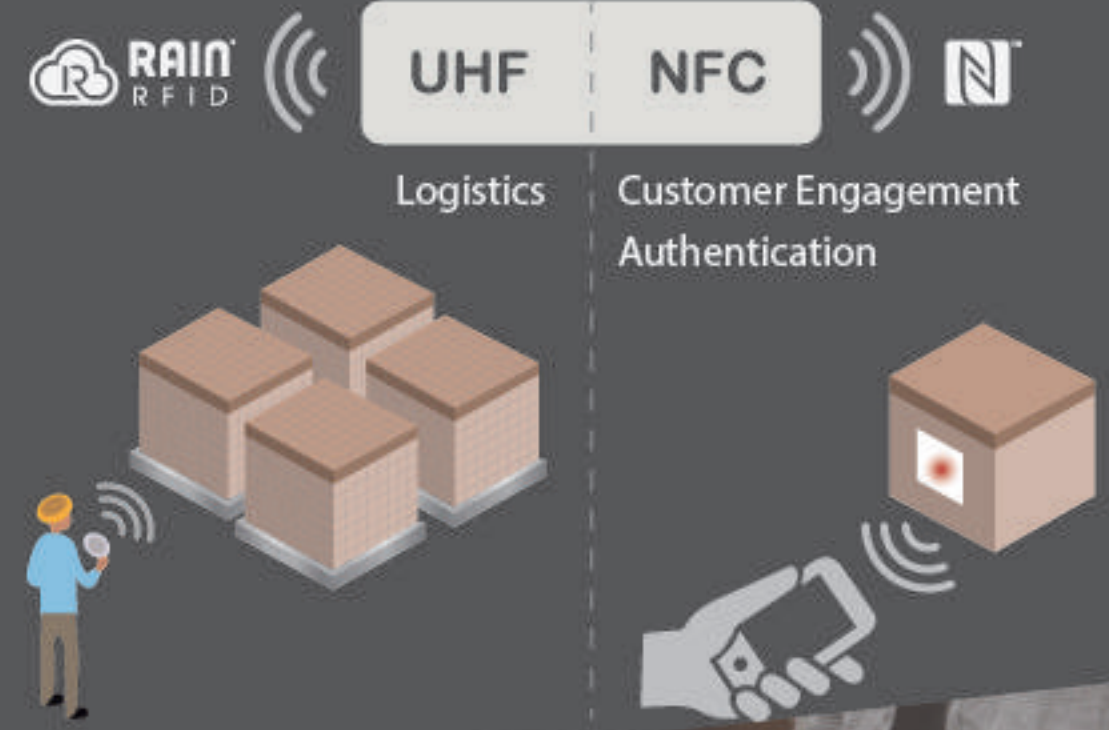 RAIN
RFID
UHF
NFC
Logistics
Customer Engagement
Authentication